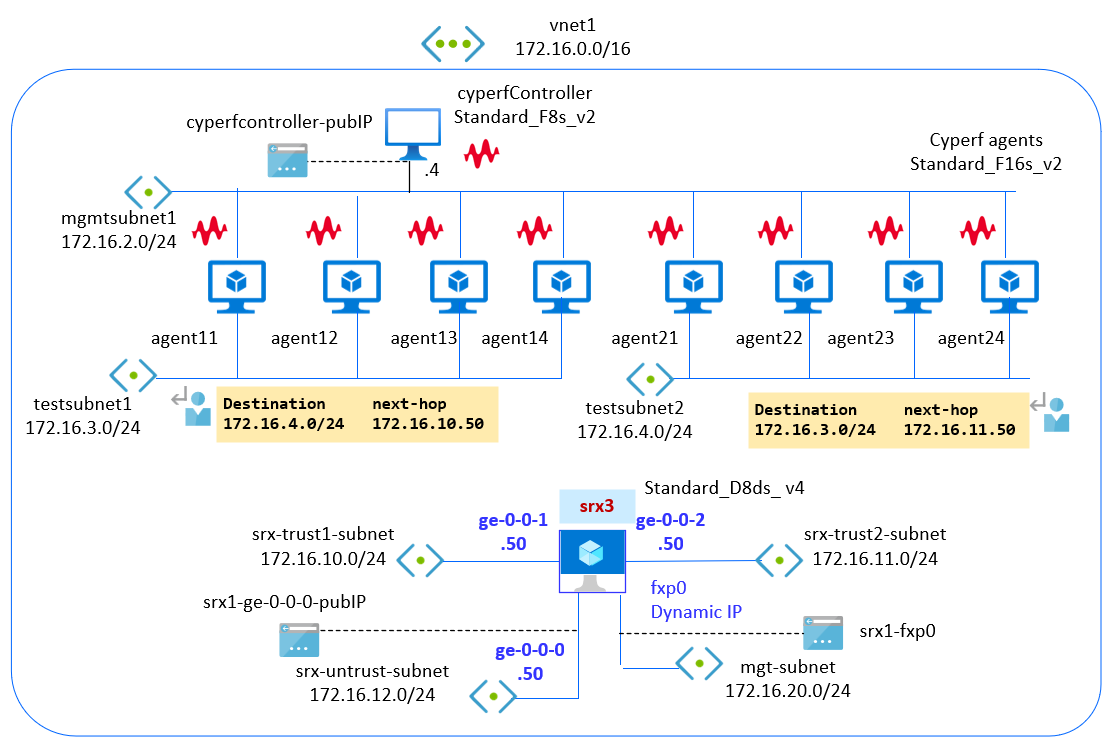 vnet1
172.16.0.0/16
cyperfController
Standard_F8s_v2
cyperfcontroller-pubIP
.4
Cyperf agents
Standard_F16s_v2
mgmtsubnet1
172.16.2.0/24
agent11
agent12
agent13
agent14
agent21
agent22
agent23
agent24
testsubnet1
172.16.3.0/24
Destination next-hop
172.16.4.0/24 172.16.10.50
testsubnet2
172.16.4.0/24
Destination next-hop
172.16.3.0/24 172.16.11.50
srx3
Standard_D8ds_ v4
ge-0-0-1
.50
ge-0-0-2
.50
srx-trust1-subnet
172.16.10.0/24
srx-trust2-subnet
172.16.11.0/24
fxp0
Dynamic IP
srx1-ge-0-0-0-pubIP
srx1-fxp0
ge-0-0-0
.50
srx-untrust-subnet
172.16.12.0/24
mgt-subnet
172.16.20.0/24